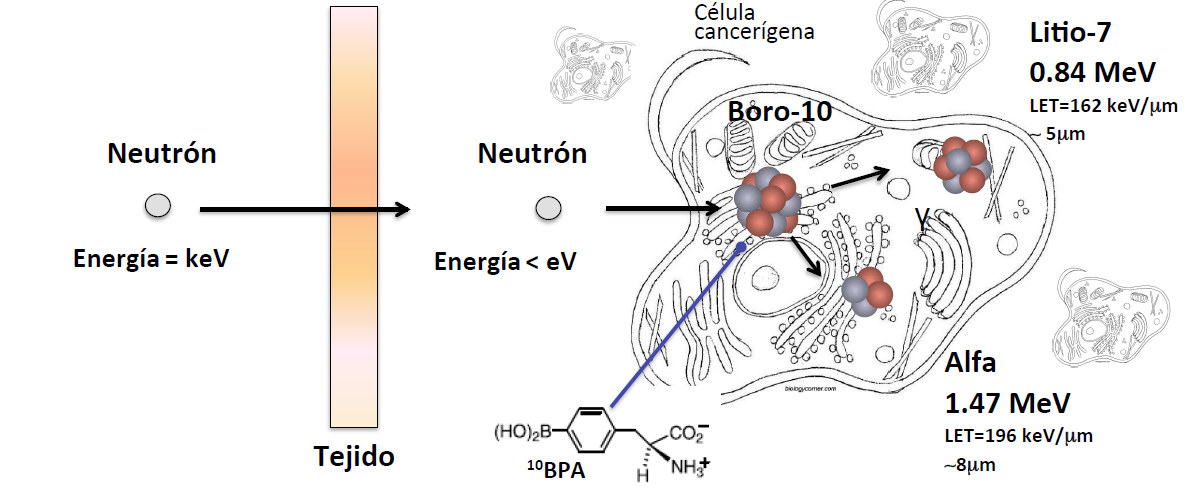 Célula
cancerígena
Litio-7
0.84 MeV
LET=162 keV/μm
~ 5μm
Boro-10
Neutrón
Neutrón
γ
Energía = keV
Energía < eV
Alfa
1.47 MeV
LET=196 keV/μm
~8μm
biologycorner.com
Tejido
(HO)₂B
CO₂⁻
NH₃⁺
H
¹⁰BPA